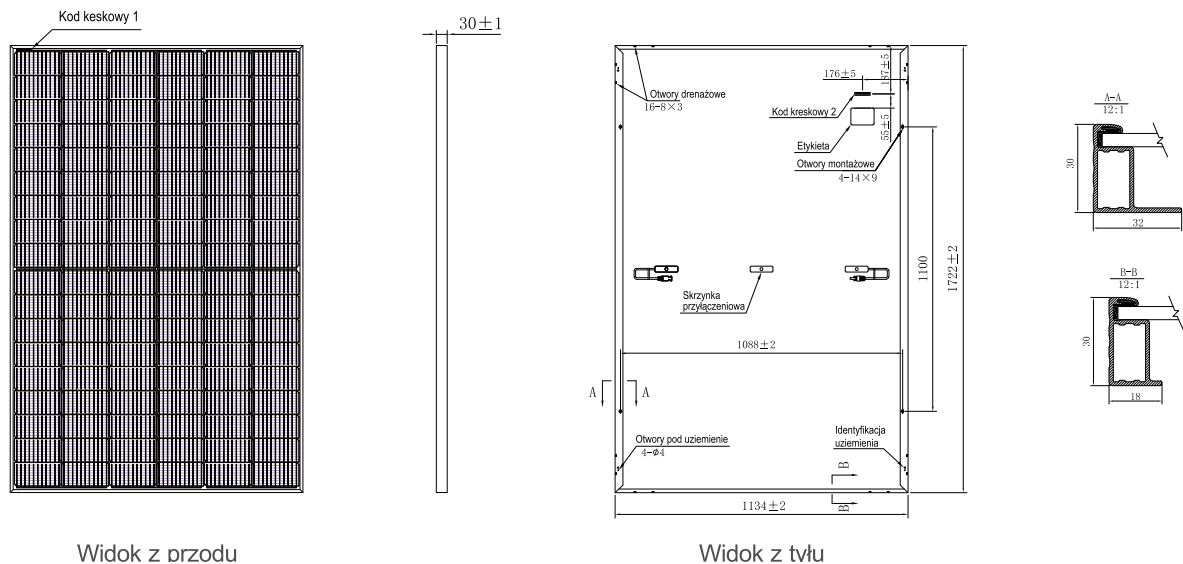 Kod keskowy 1
30±1
176±5
187±5
Otwory drenażowe
16-8×3
Kod kreskowy 2
55±5
Etykieta
Otwory montażowe
4-14×9
Skrzynka
przyłączeniowa
1100
1722±2
1088±2
A
A
Otwory pod uziemienie
4-ϕ4
Identyfikacja
uziemienia
B
B
1134±2
A-A
12:1
30
32
B-B
12:1
30
18
Widok z przodu
Widok z tyłu